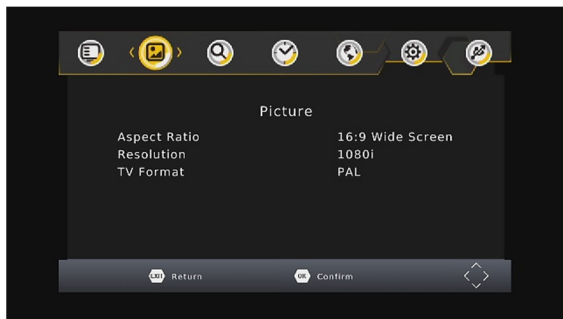 Picture
Aspect Ratio 16:9 Wide Screen
Resolution 1080i
TV Format PAL
EXIT Return OK Confirm